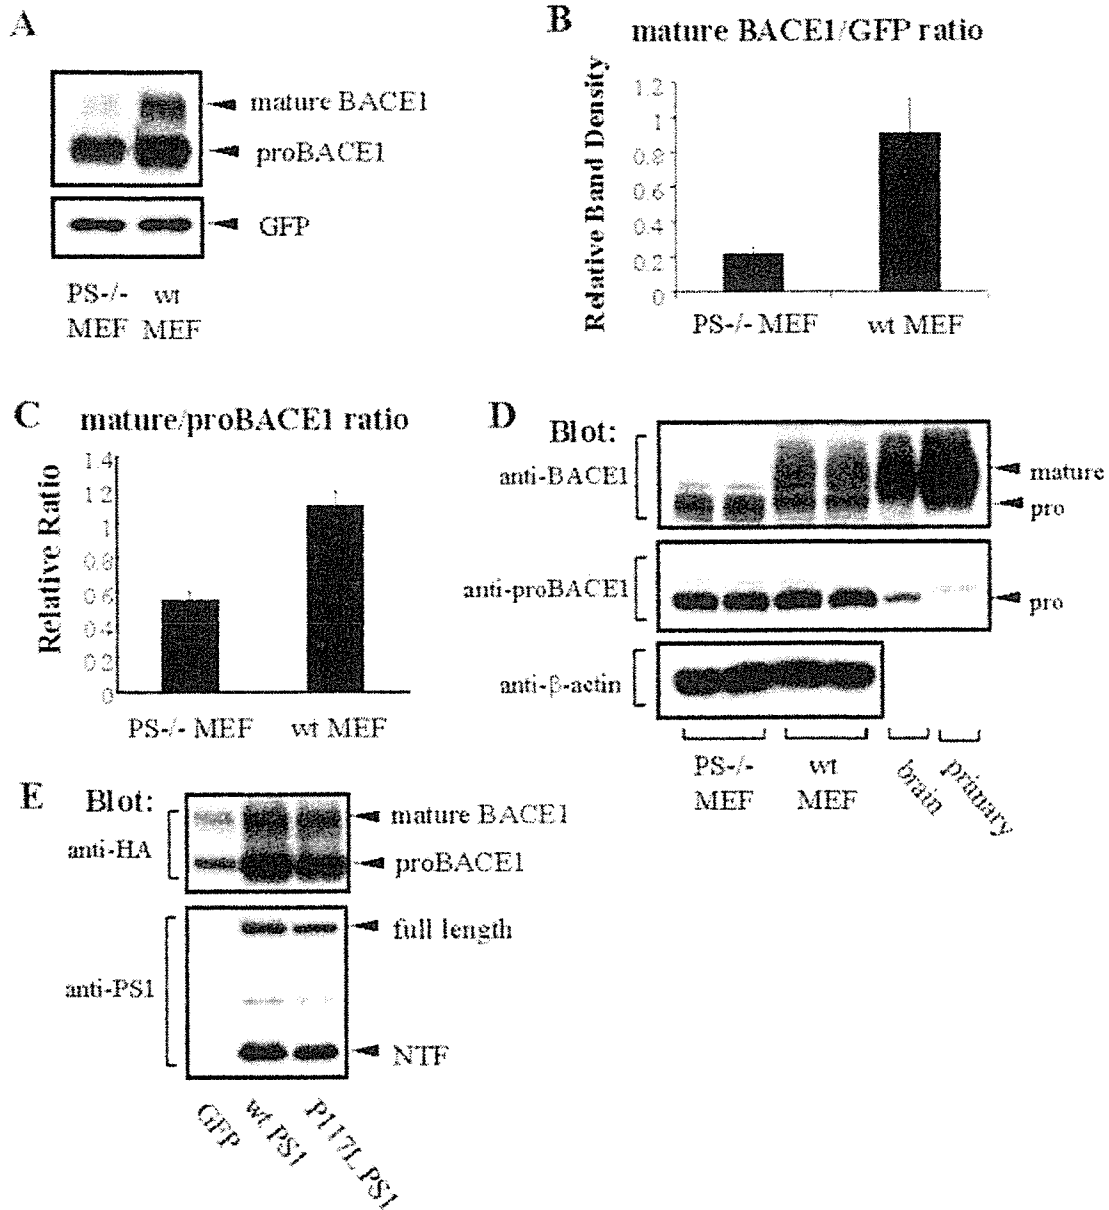 A
mature BACE1
proBACE1
GFP
PS-/- wt
MEF MEF
B
mature BACE1/GFP ratio
Relative Band Density
1.2
1
0.8
0.6
0.4
0.2
0
PS-/- MEF wt MEF
C
mature/proBACE1 ratio
Relative Ratio
1.4
1.2
1
0.8
0.6
0.4
0.2
0
PS-/- MEF wt MEF
D
Blot:
anti-BACE1
mature
pro
anti-proBACE1
pro
anti-β-actin
PS-/- wt
MEF MEF
brain
primary
E
Blot:
anti-HA
mature BACE1
proBACE1
anti-PS1
full length
NTF
GFP
wt PS1
P117L PS1